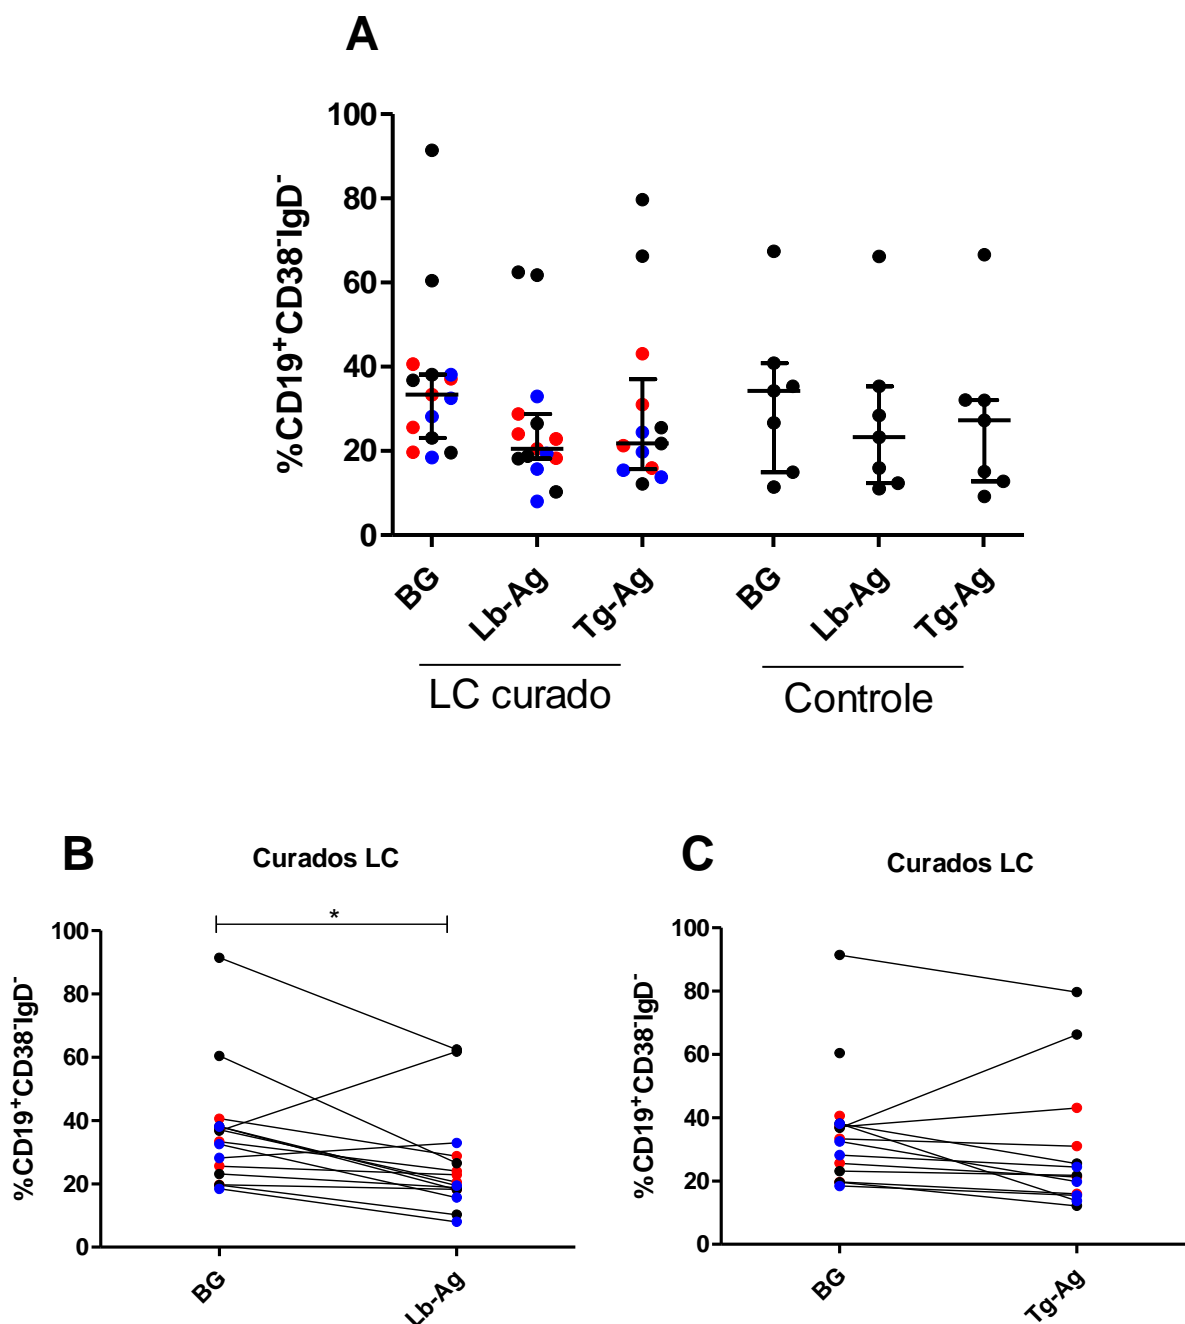 A
%CD19⁺CD38⁻IgD⁻
100
80
60
40
20
0
BG
Lb-Ag
Tg-Ag
BG
Lb-Ag
Tg-Ag
LC curado
Controle
B
Curados LC
*
%CD19⁺CD38⁻IgD⁻
100
80
60
40
20
0
BG
Lb-Ag
C
Curados LC
%CD19⁺CD38⁻IgD⁻
100
80
60
40
20
0
BG
Tg-Ag